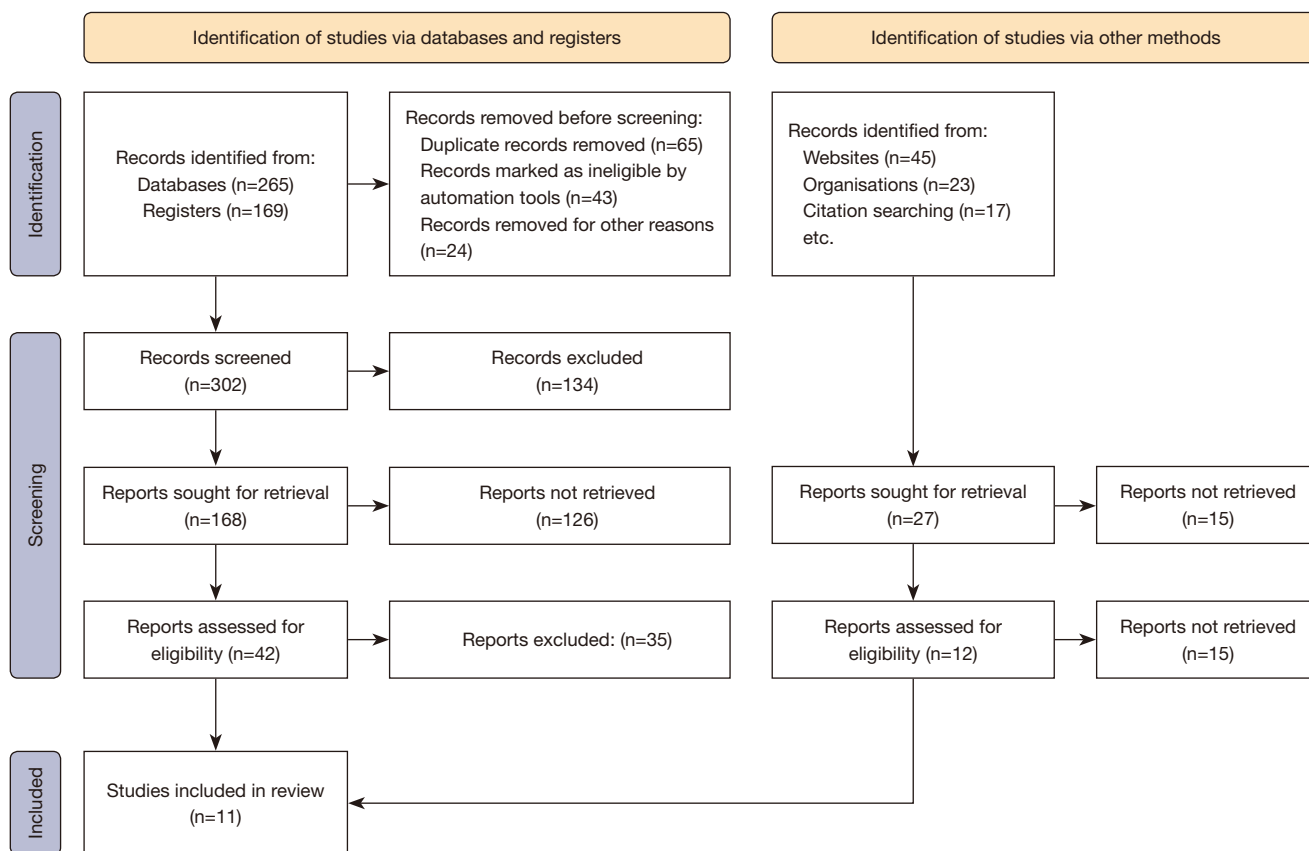 Identification of studies via databases and registers
Identification of studies via other methods
Identification
Records identified from:
Databases (n=265)
Registers (n=169)
Records removed before screening:
Duplicate records removed (n=65)
Records marked as ineligible by
automation tools (n=43)
Records removed for other reasons
(n=24)
Records identified from:
Websites (n=45)
Organisations (n=23)
Citation searching (n=17)
etc.
Screening
Records screened
(n=302)
Records excluded
(n=134)
Reports sought for retrieval
(n=168)
Reports not retrieved
(n=126)
Reports sought for retrieval
(n=27)
Reports not retrieved
(n=15)
Reports assessed for
eligibility (n=42)
Reports excluded: (n=35)
Reports assessed for
eligibility (n=12)
Reports not retrieved
(n=15)
Included
Studies included in review
(n=11)